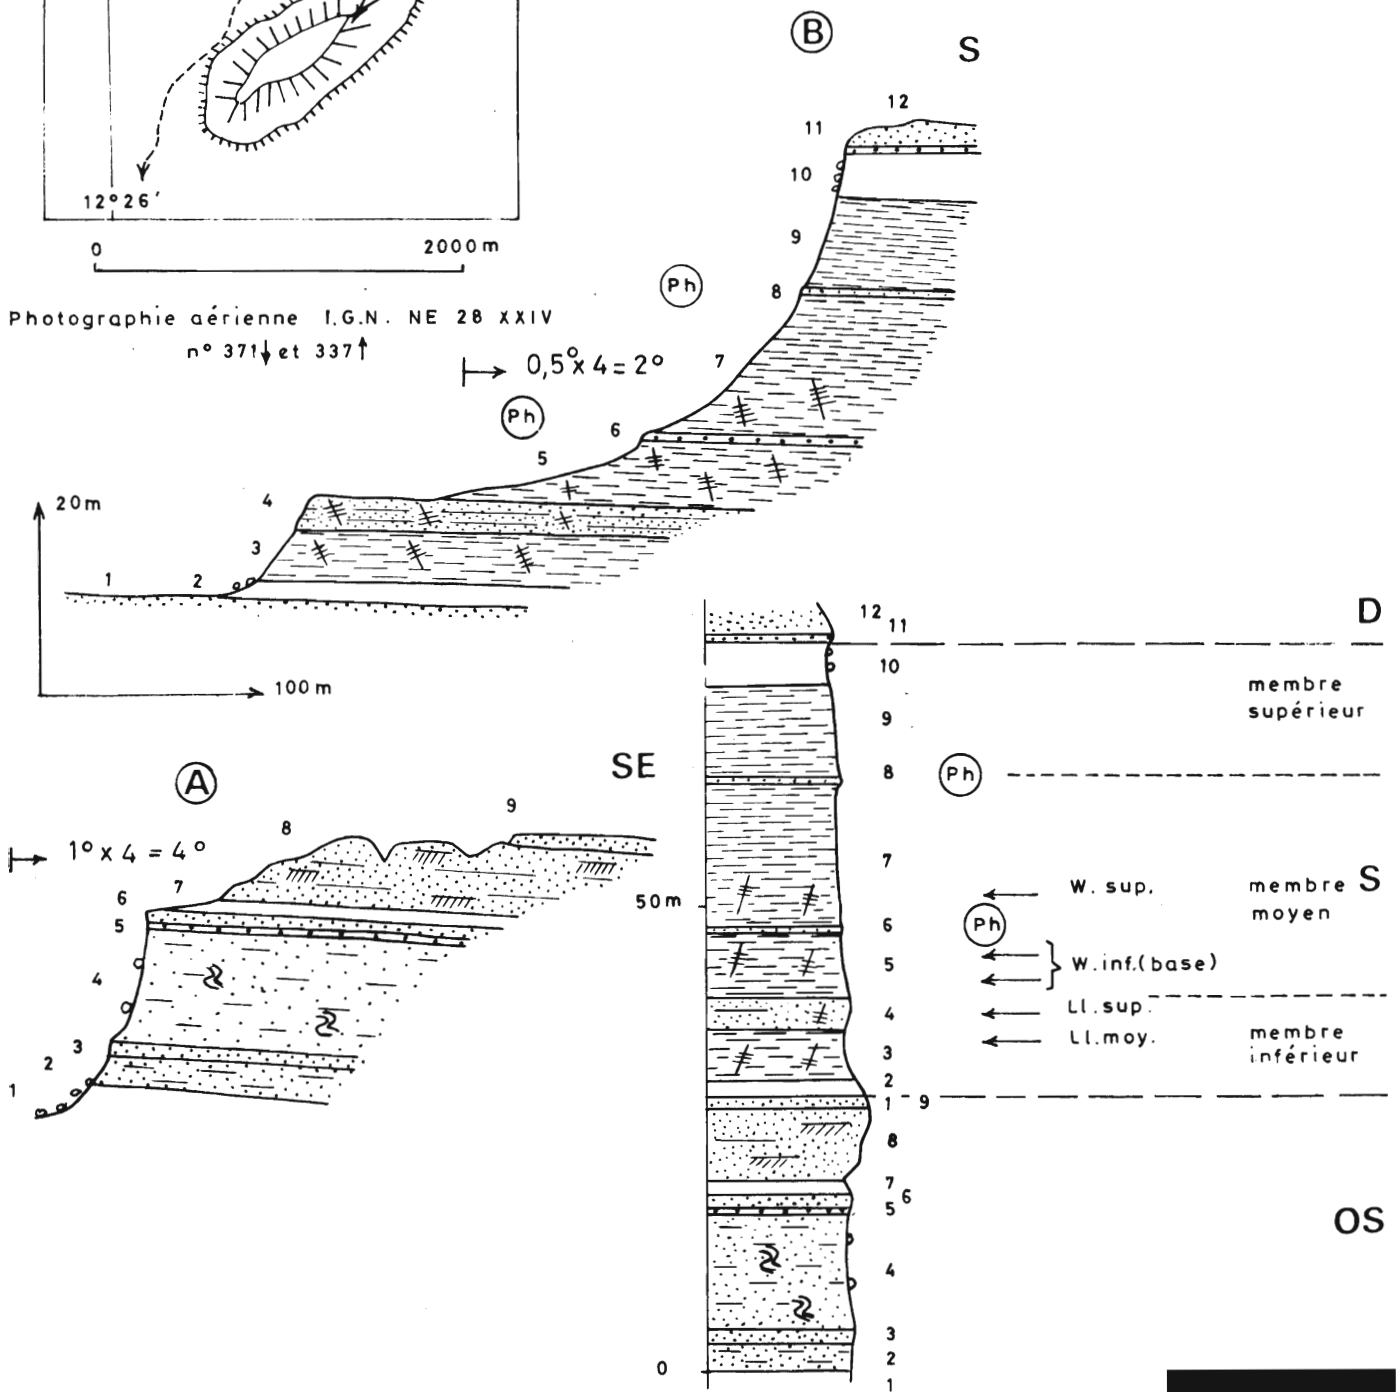 12°26′
0 2000 m
Photographie aérienne I.G.N. NE 28 XXIV
n° 371↓ et 337↑
B
S
12
11
10
9
Ph
8
7
├→ 0,5°x 4 = 2°
Ph
6
5
4
20 m
3
1 2
100 m
A
SE
9
8
├→ 1° x 4 = 4°
7
6
5
4
3
2
1
12 11
D
10
membre
supérieur
9
8
Ph
7
W. sup.
membre S
moyen
50 m
6
Ph
5
W. inf.(base)
4
Ll. sup.
3
Ll. moy.
membre
inférieur
2
1 9
8
7
6
5
OS
4
3
2
0
1